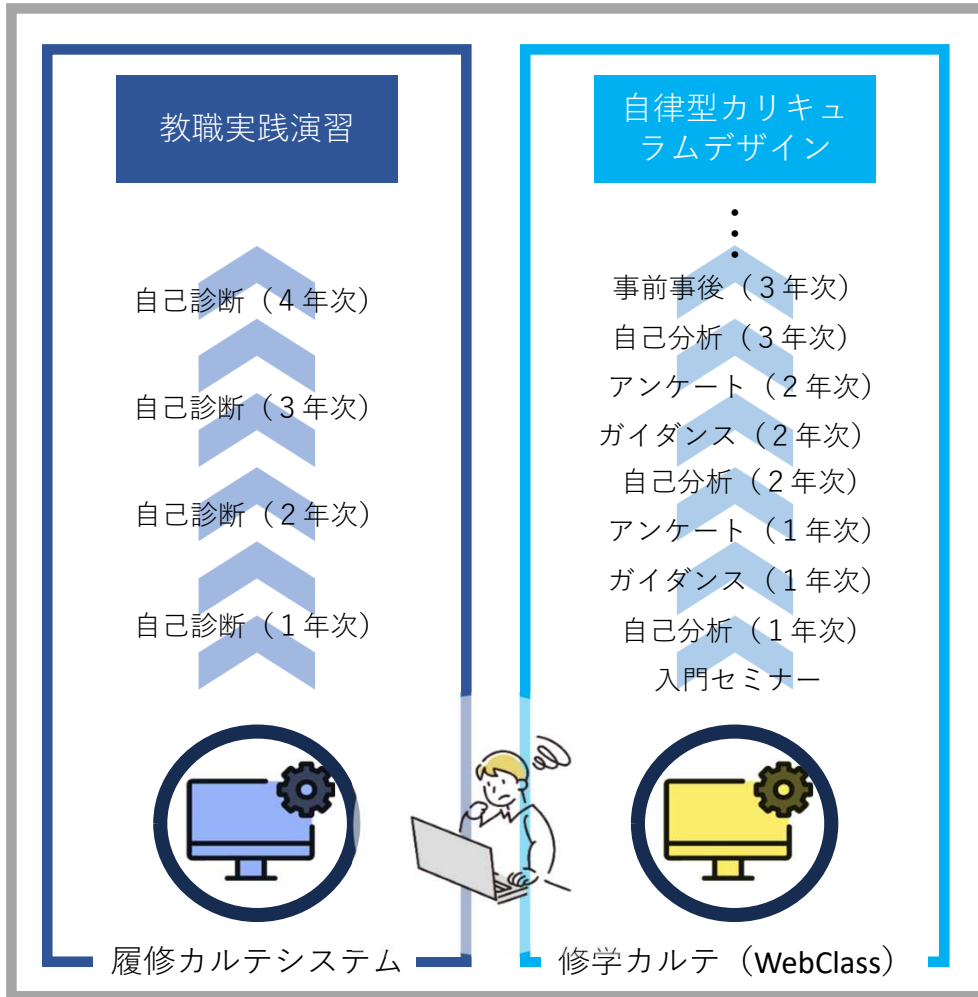 教職実践演習
自己診断（４年次）
自己診断（３年次）
自己診断（２年次）
自己診断（１年次）
履修カルテシステム
自律型カリキュ
ラムデザイン
事前事後（３年次）
自己分析（３年次）
アンケート（２年次）
ガイダンス（２年次）
自己分析（２年次）
アンケート（１年次）
ガイダンス（１年次）
自己分析（１年次）
入門セミナー
修学カルテ（WebClass）